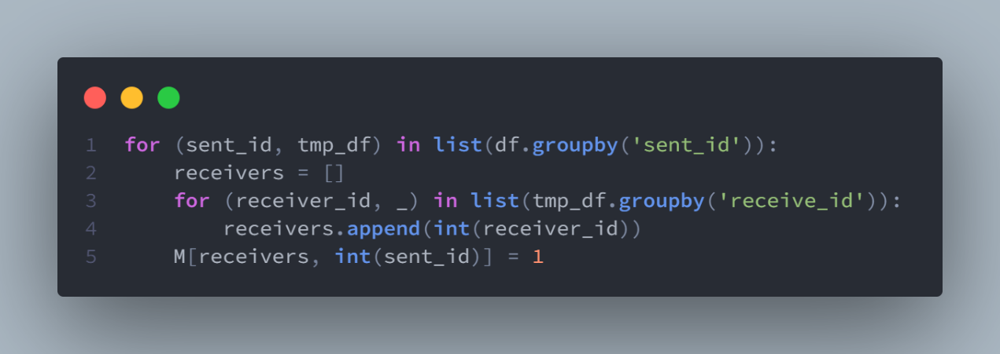 1 for (sent_id, tmp_df) in list(df.groupby('sent_id')):
2     receivers = []
3     for (receiver_id, _) in list(tmp_df.groupby('receive_id')):
4         receivers.append(int(receiver_id))
5     M[receivers, int(sent_id)] = 1